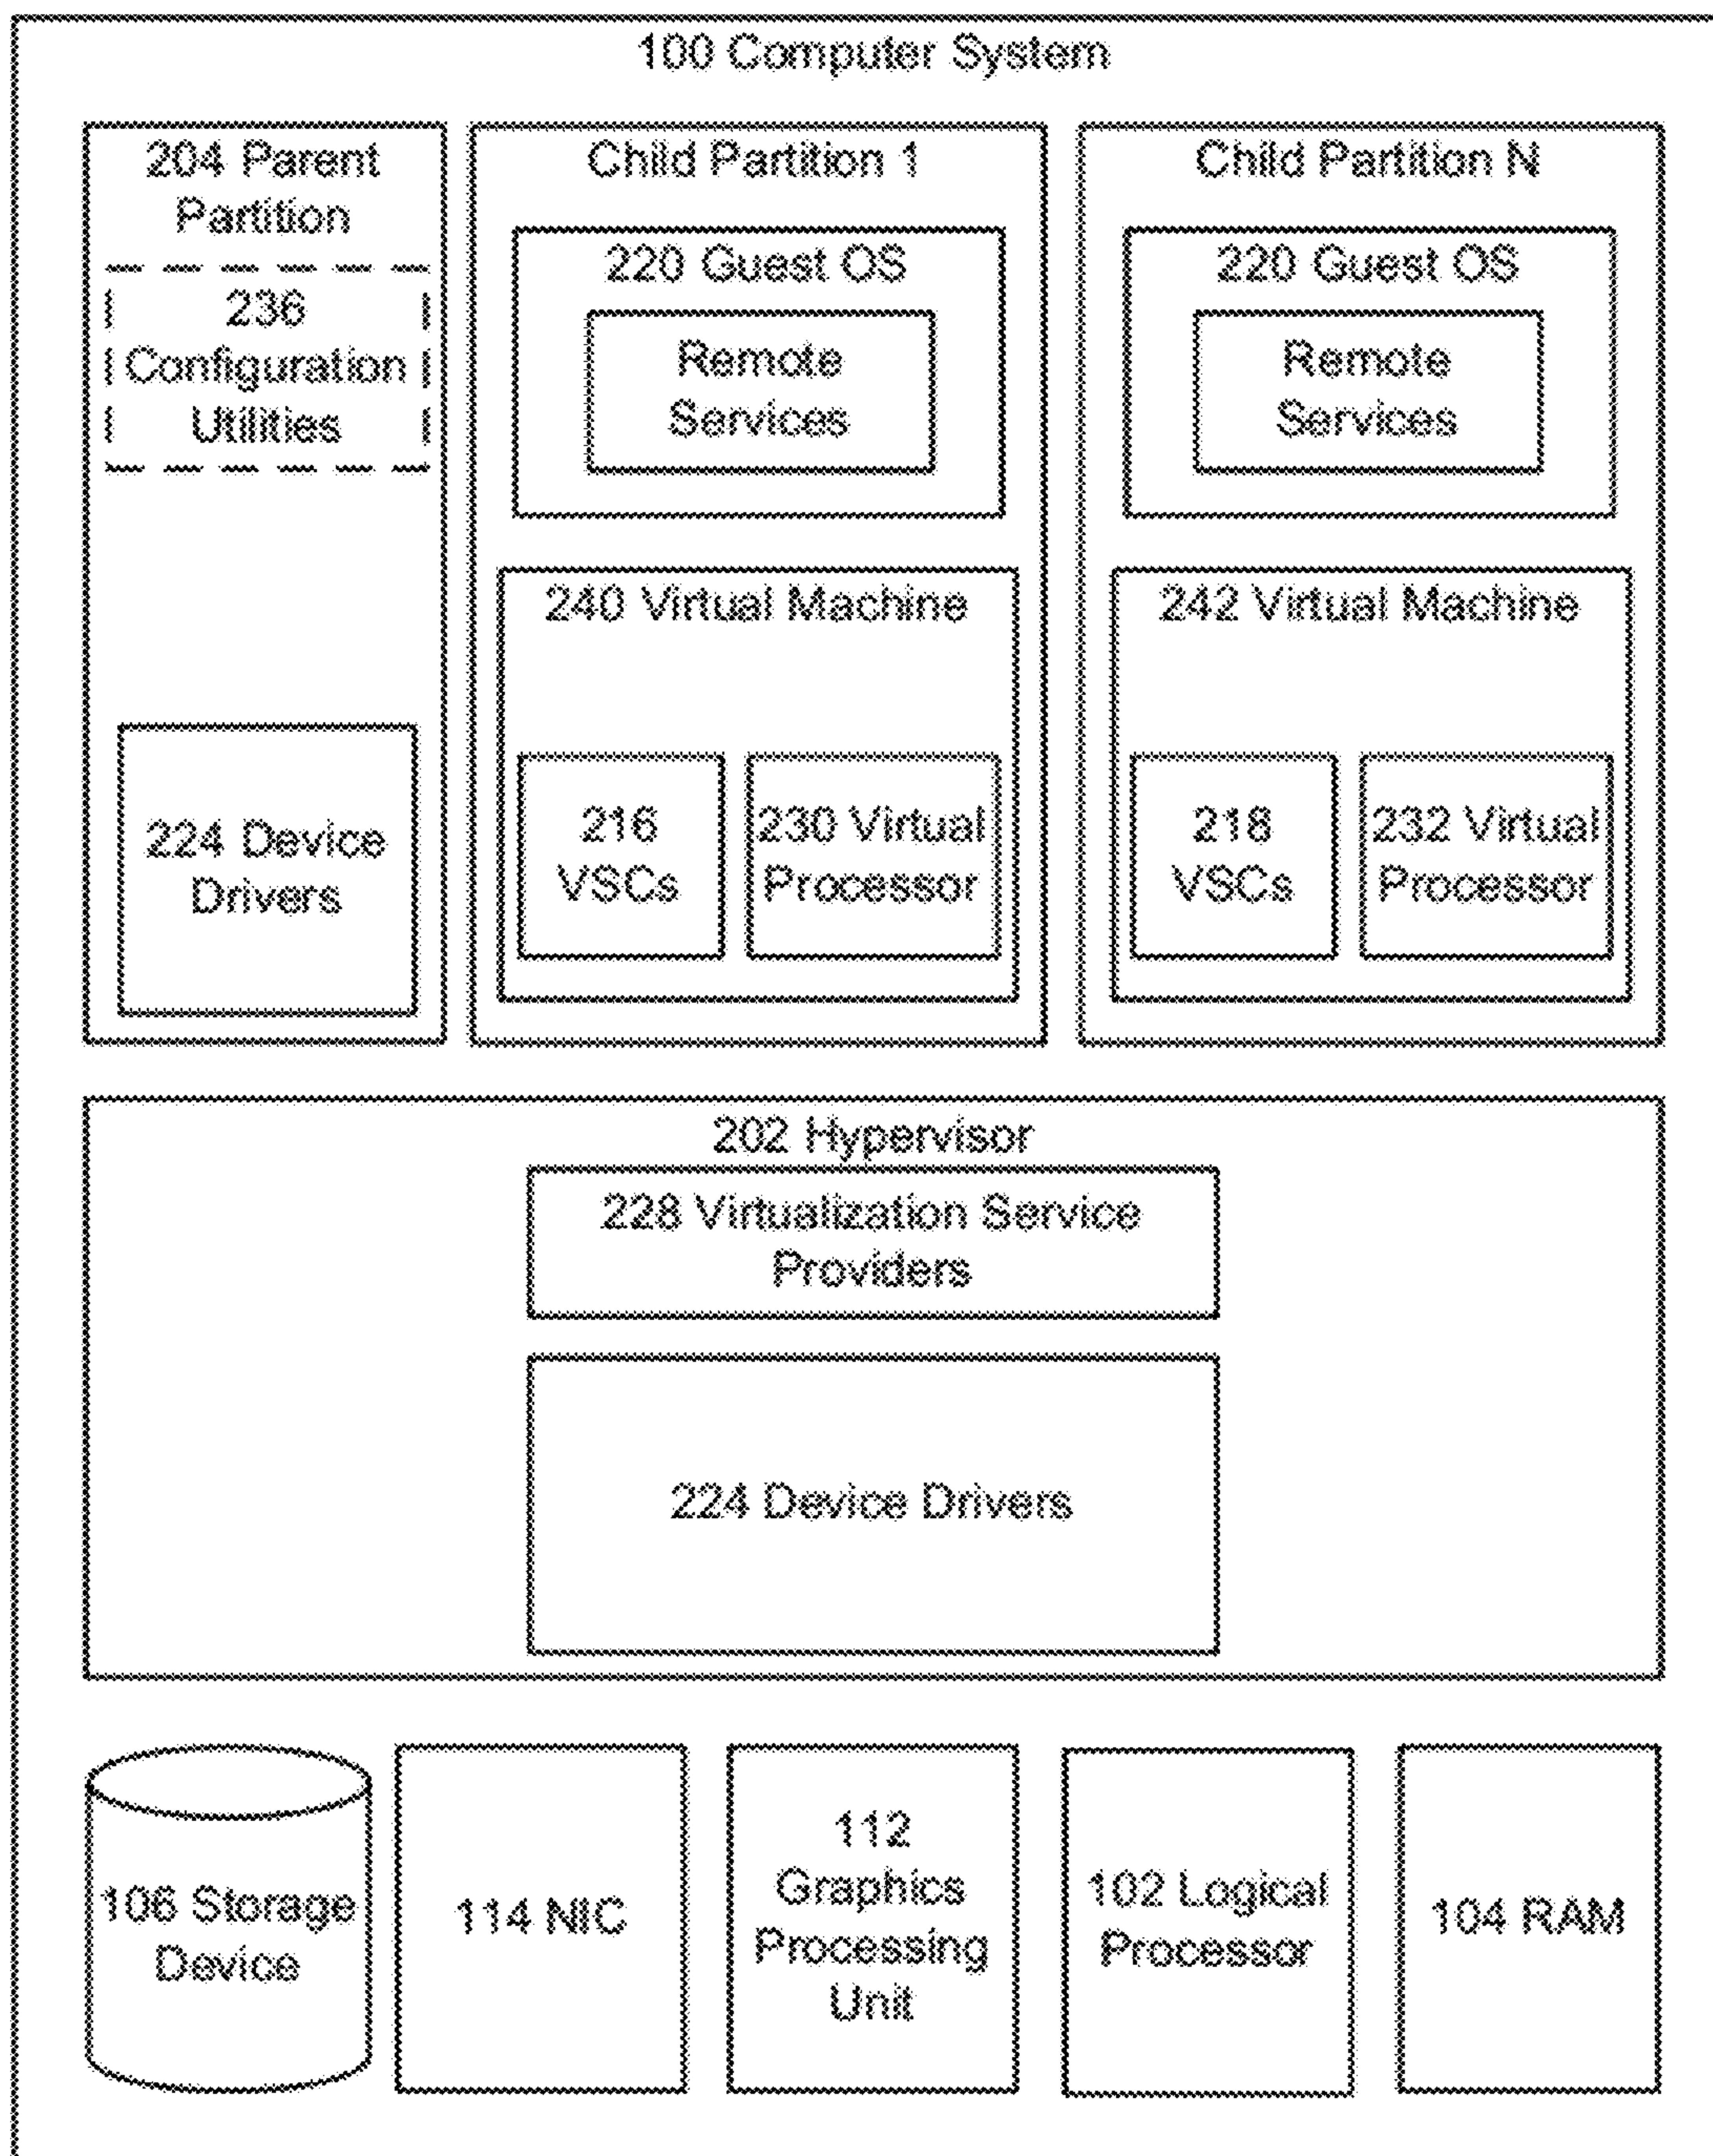 100 Computer System
204 Parent
Partition
236
Configuration
Utilities
224 Device
Drivers
Child Partition 1
220 Guest OS
Remote
Services
240 Virtual Machine
216
VSCs
230 Virtual
Processor
Child Partition N
220 Guest OS
Remote
Services
242 Virtual Machine
218
VSCs
232 Virtual
Processor
202 Hypervisor
228 Virtualization Service
Providers
224 Device Drivers
106 Storage
Device
114 NIC
112
Graphics
Processing
Unit
102 Logical
Processor
104 RAM